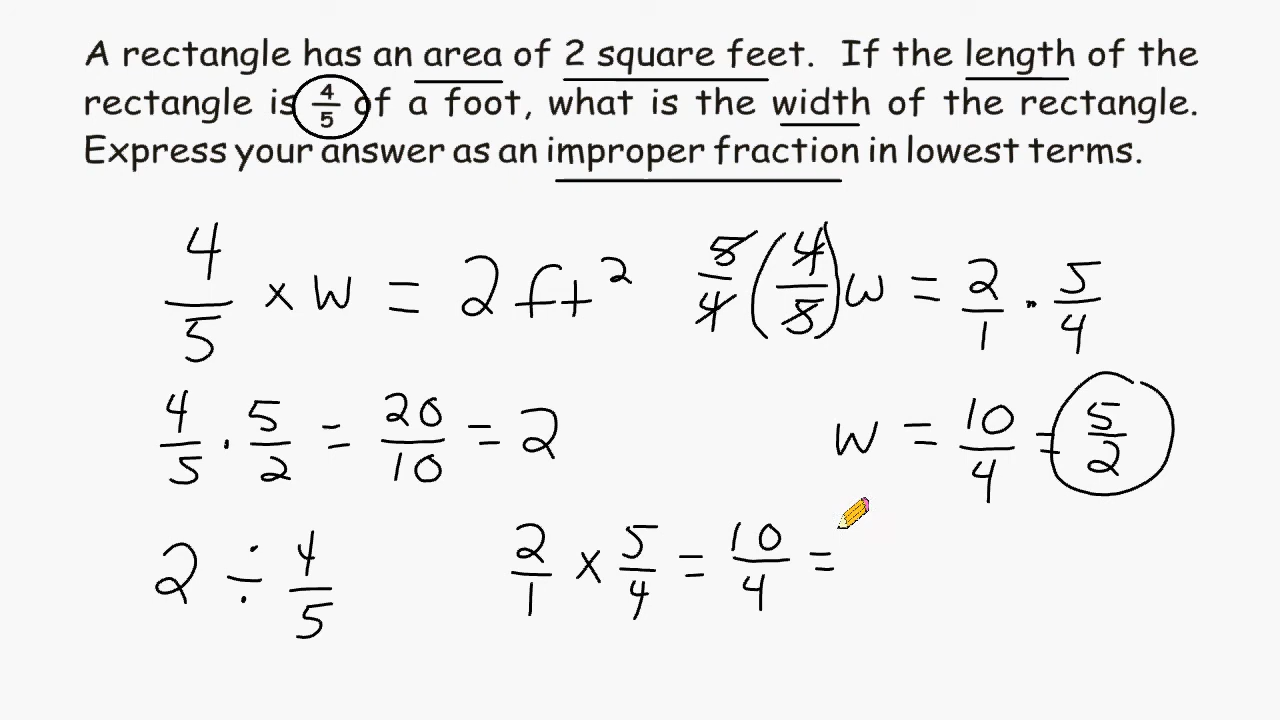 A rectangle has an area of 2 square feet. If the length of the
rectangle is 4/5 of a foot, what is the width of the rectangle.
Express your answer as an improper fraction in lowest terms.
4/5 × w = 2 ft²
5/4 (4/5) w = 2/1 · 5/4
4/5 · 5/2 = 20/10 = 2
w = 10/4 = 5/2
2 ÷ 4/5
2/1 × 5/4 = 10/4 =